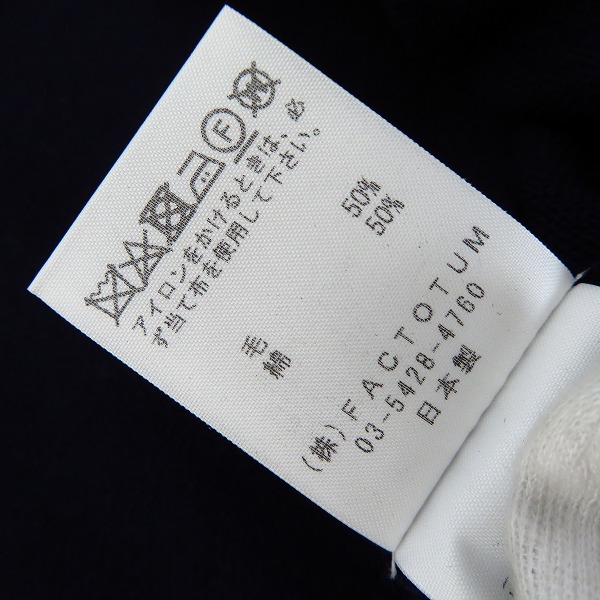 F
アイロンをかけるときは、必
ず当て布を使用して下さい。
毛 50%
綿 50%
(株)FACTOTUM
03-5428-4760
日本製